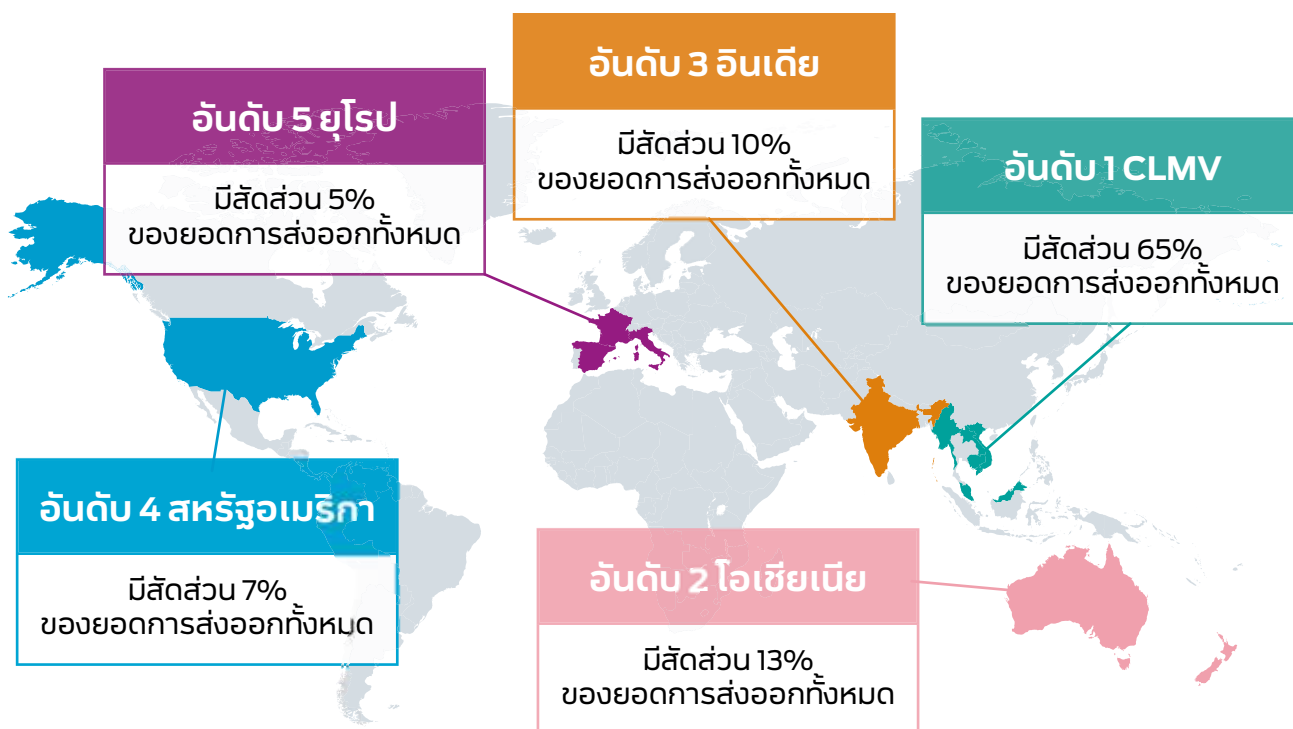 อันดับ 3 อินเดีย
มีสัดส่วน 10%
ของยอดการส่งออกทั้งหมด
อันดับ 5 ยุโรป
มีสัดส่วน 5%
ของยอดการส่งออกทั้งหมด
อันดับ 1 CLMV
มีสัดส่วน 65%
ของยอดการส่งออกทั้งหมด
อันดับ 4 สหรัฐอเมริกา
มีสัดส่วน 7%
ของยอดการส่งออกทั้งหมด
อันดับ 2 โอเชียเนีย
มีสัดส่วน 13%
ของยอดการส่งออกทั้งหมด